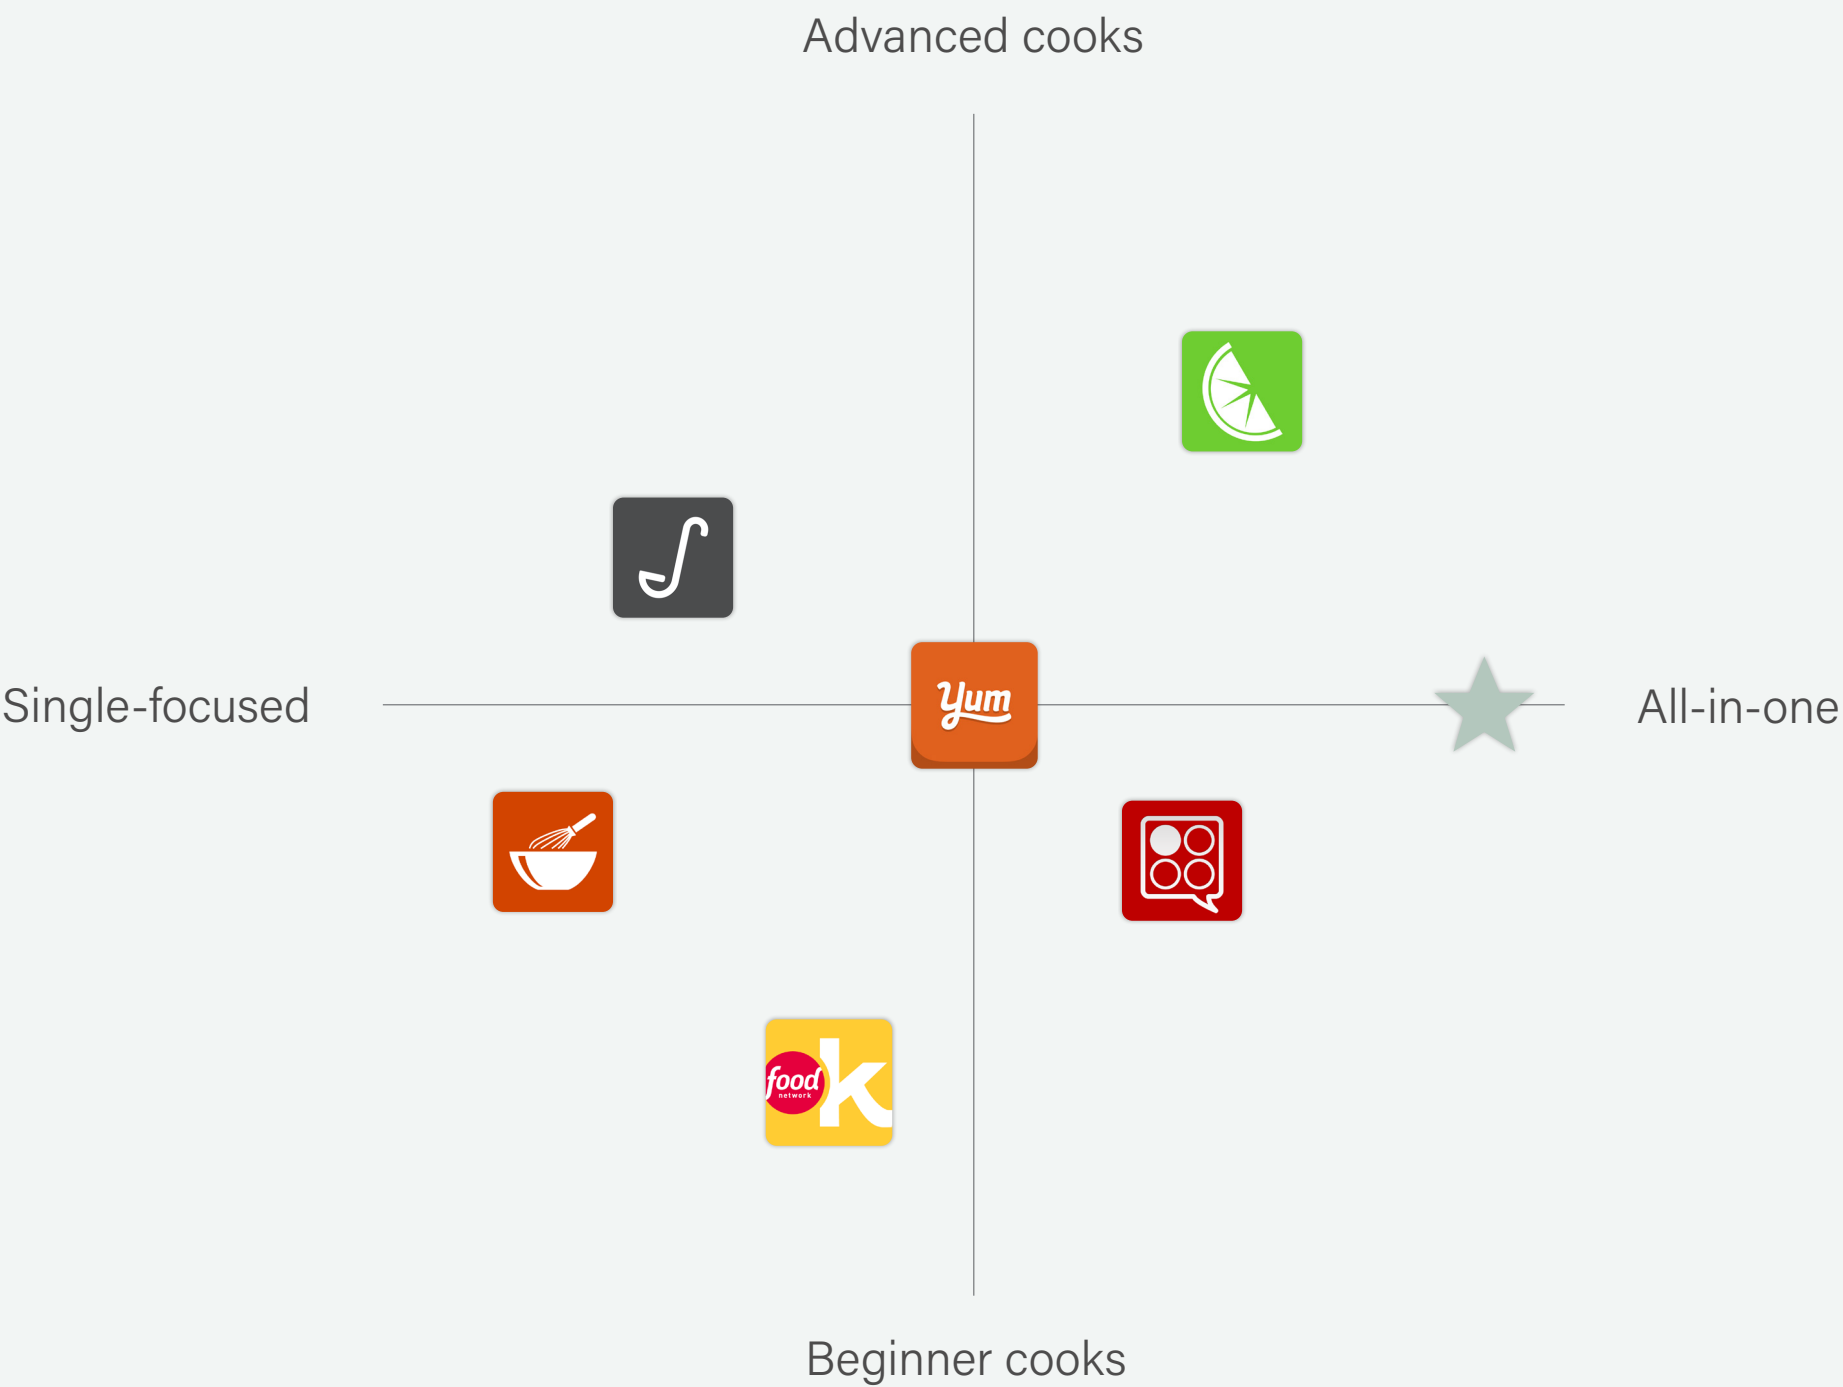 Advanced cooks
Single-focused
Yum
All-in-one
food
network
k
Beginner cooks